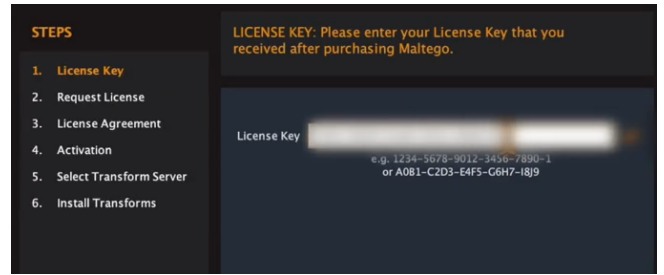 STEPS
1. License Key
2. Request License
3. License Agreement
4. Activation
5. Select Transform Server
6. Install Transforms
LICENSE KEY: Please enter your License Key that you
received after purchasing Maltego.
License Key
e.g. 1234-5678-9012-3456-7890-1
or A0B1-C2D3-E4F5-G6H7-I8J9